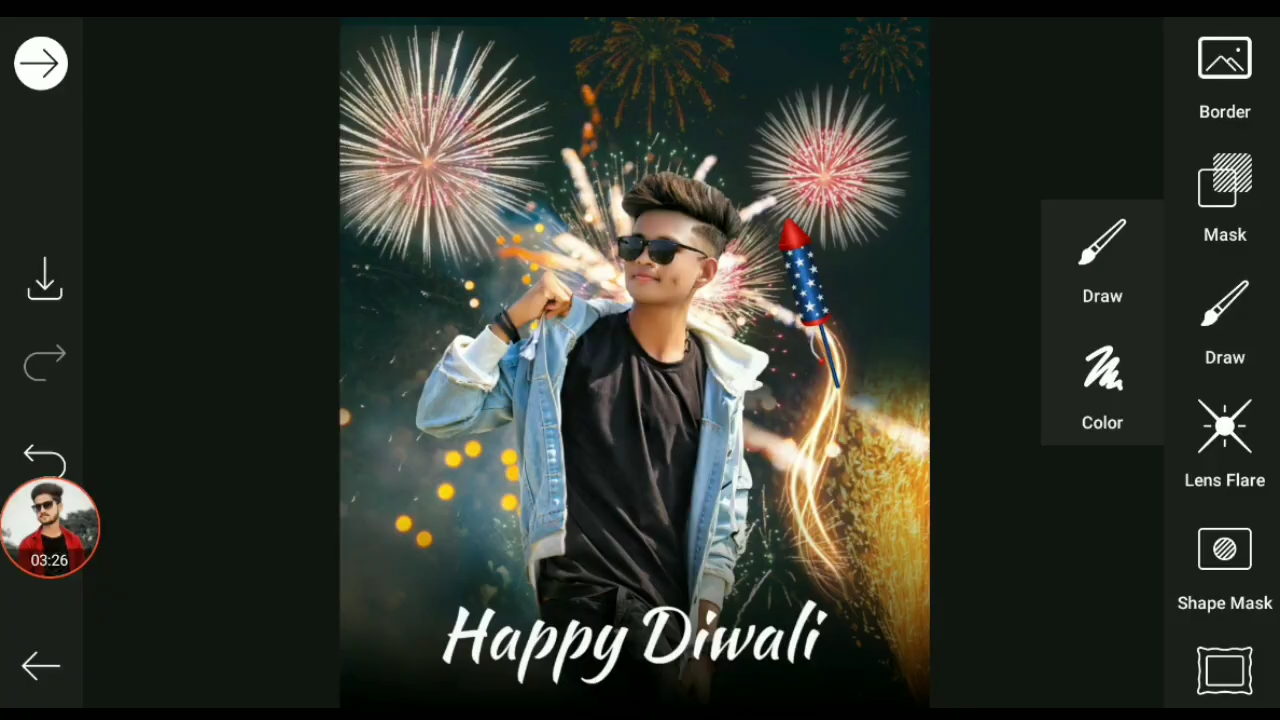 Border
Mask
Draw
Draw
Color
Lens Flare
Shape Mask
03:26
Happy Diwali